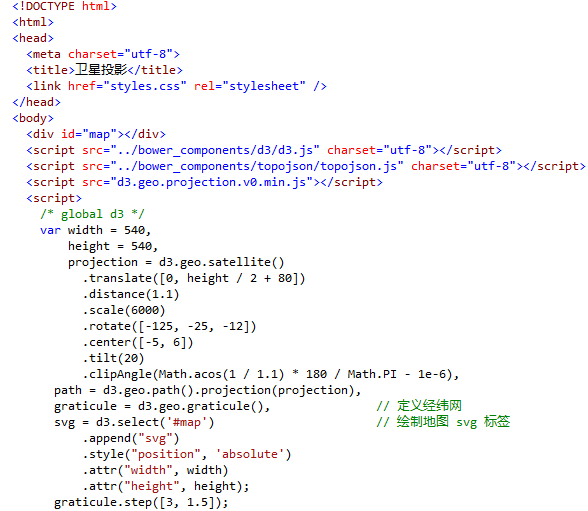 <!DOCTYPE html>
<html>
<head>
  <meta charset="utf-8">
  <title>卫星投影</title>
  <link href="styles.css" rel="stylesheet" />
</head>
<body>
  <div id="map"></div>
  <script src="../bower_components/d3/d3.js" charset="utf-8"></script>
  <script src="../bower_components/topojson/topojson.js" charset="utf-8"></script>
  <script src="d3.geo.projection.v0.min.js"></script>
  <script>
    /* global d3 */
    var width = 540,
        height = 540,
        projection = d3.geo.satellite()
          .translate([0, height / 2 + 80])
          .distance(1.1)
          .scale(6000)
          .rotate([-125, -25, -12])
          .center([-5, 6])
          .tilt(20)
          .clipAngle(Math.acos(1 / 1.1) * 180 / Math.PI - 1e-6),
      path = d3.geo.path().projection(projection),
      graticule = d3.geo.graticule(),               // 定义经纬网
      svg = d3.select('#map')                       // 绘制地图 svg 标签
          .append("svg")
          .style("position", 'absolute')
          .attr("width", width)
          .attr("height", height);
      graticule.step([3, 1.5]);